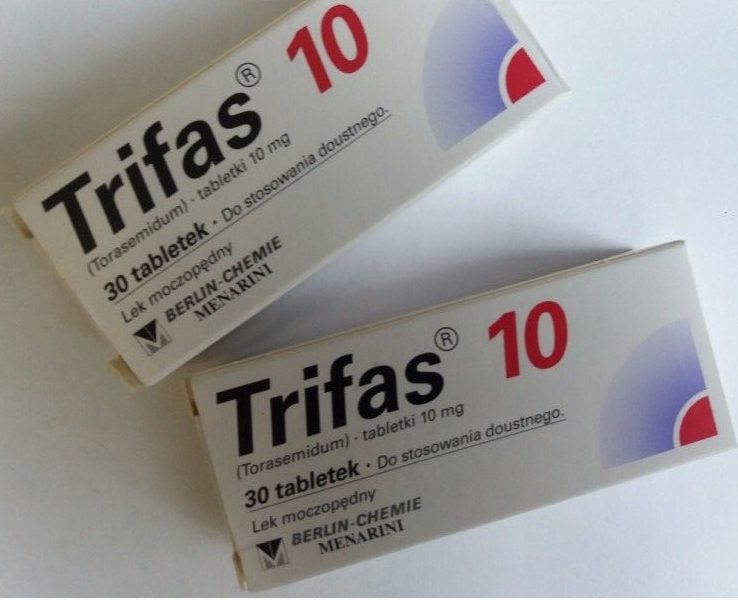 Trifas® 10
(Torasemidum) · tabletki 10 mg
30 tabletek · Do stosowania doustnego.
Lek moczopędny
BERLIN-CHEMIE
MENARINI
Trifas® 10
(Torasemidum) · tabletki 10 mg
30 tabletek · Do stosowania doustnego.
Lek moczopędny
BERLIN-CHEMIE
MENARINI